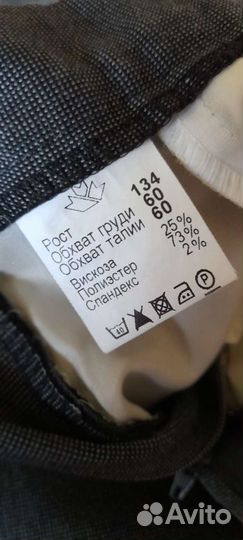 Рост 134
Обхват груди 60
Обхват талии 60
Вискоза 25%
Полиэстер 73%
Спандекс 2%
40
P
Avito